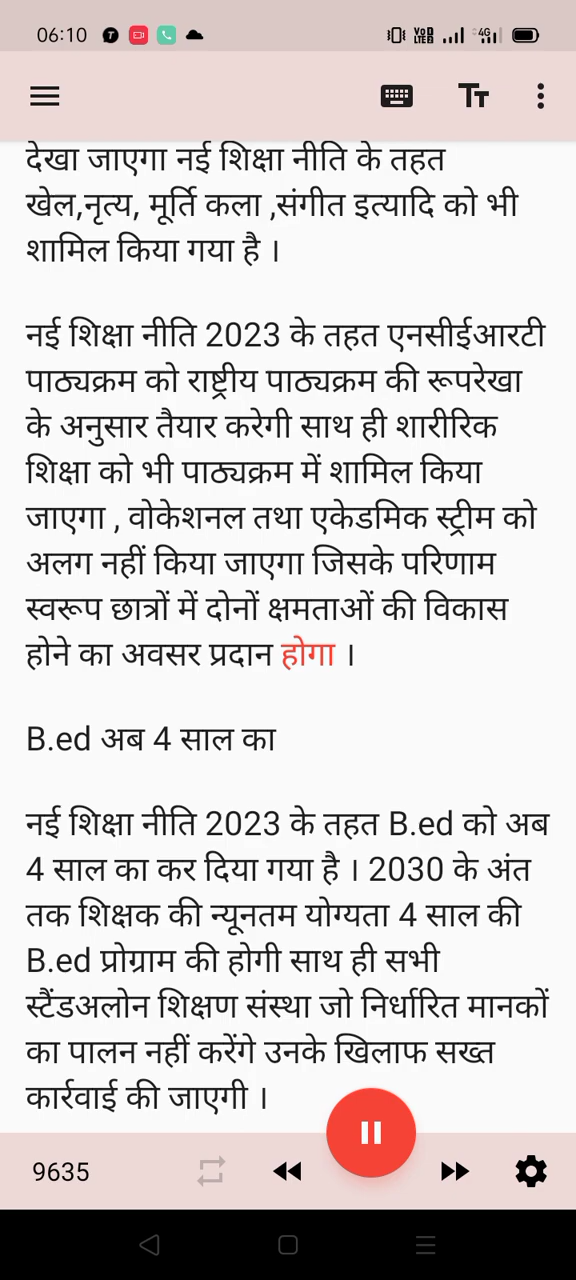 06:10
VoD
LTE2
4G
देखा जाएगा नई शिक्षा नीति के तहत
खेल,नृत्य, मूर्ति कला ,संगीत इत्यादि को भी
शामिल किया गया है ।
नई शिक्षा नीति 2023 के तहत एनसीईआरटी
पाठ्यक्रम को राष्ट्रीय पाठ्यक्रम की रूपरेखा
के अनुसार तैयार करेगी साथ ही शारीरिक
शिक्षा को भी पाठ्यक्रम में शामिल किया
जाएगा , वोकेशनल तथा एकेडमिक स्ट्रीम को
अलग नहीं किया जाएगा जिसके परिणाम
स्वरूप छात्रों में दोनों क्षमताओं की विकास
होने का अवसर प्रदान होगा ।
B.ed अब 4 साल का
नई शिक्षा नीति 2023 के तहत B.ed को अब
4 साल का कर दिया गया है । 2030 के अंत
तक शिक्षक की न्यूनतम योग्यता 4 साल की
B.ed प्रोग्राम की होगी साथ ही सभी
स्टैंडअलोन शिक्षण संस्था जो निर्धारित मानकों
का पालन नहीं करेंगे उनके खिलाफ सख्त
कार्रवाई की जाएगी ।
9635